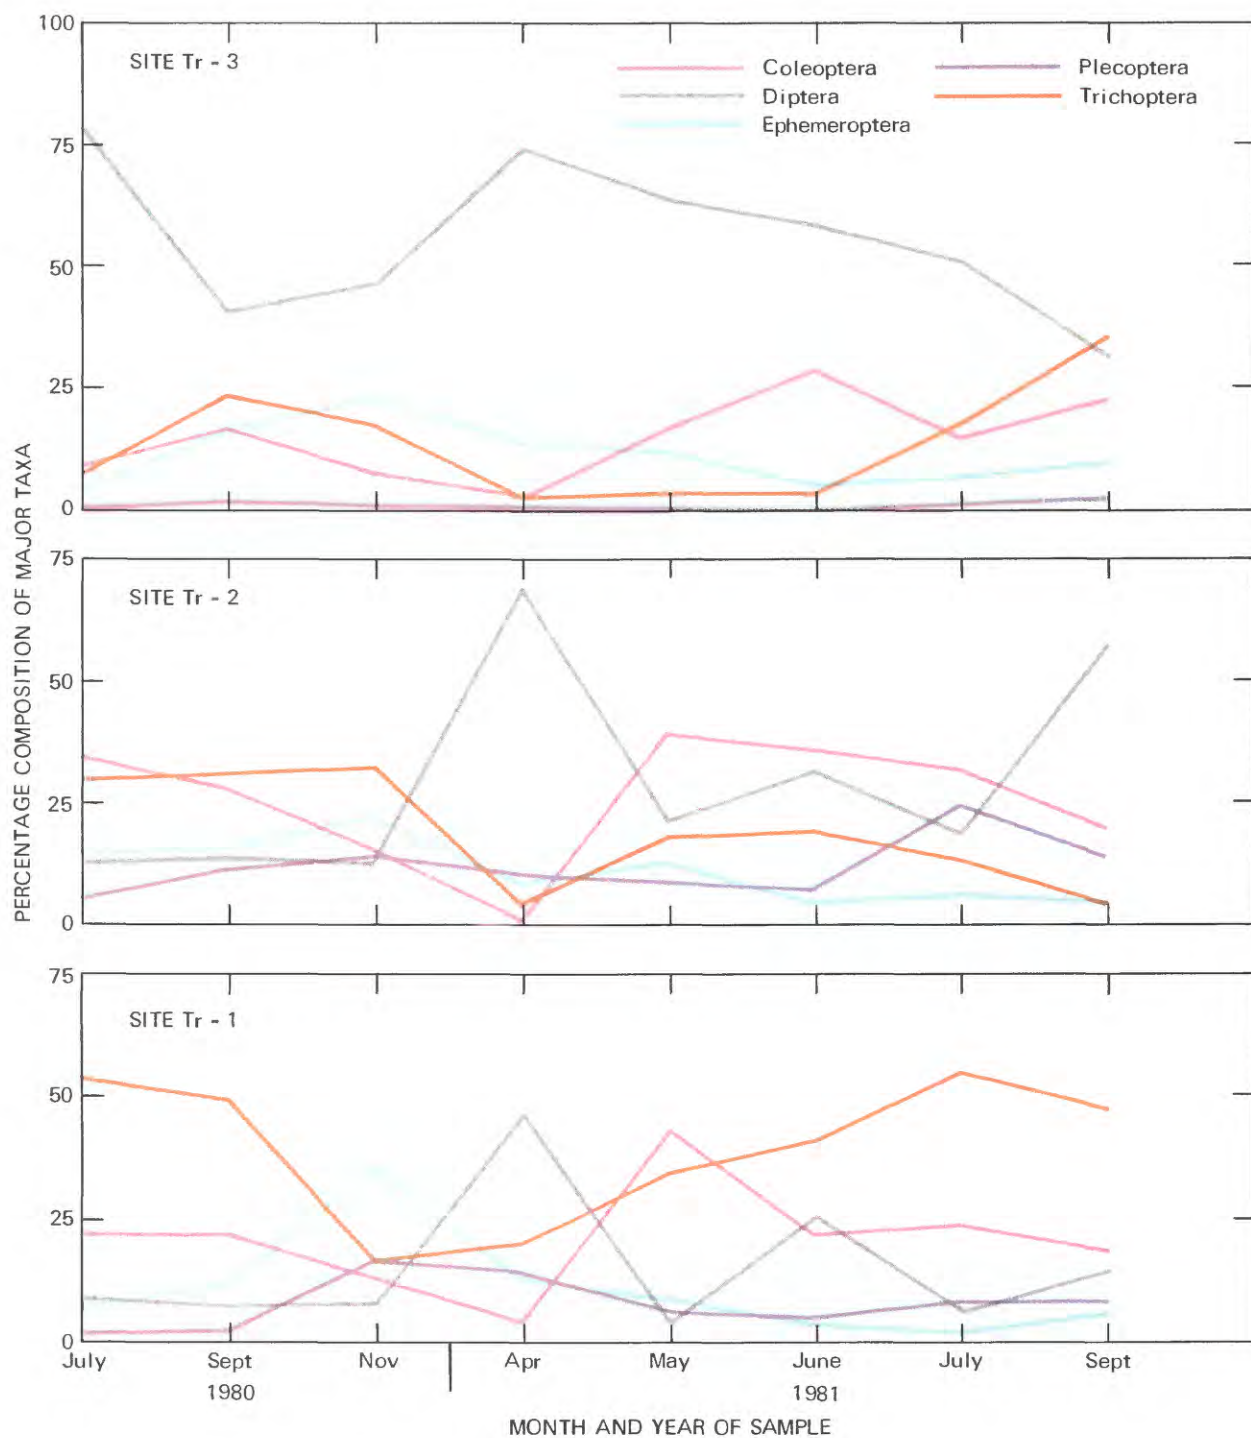 100
SITE Tr - 3
Coleoptera
Plecoptera
Diptera
Trichoptera
Ephemeroptera
75
50
25
0
PERCENTAGE COMPOSITION OF MAJOR TAXA
75
SITE Tr - 2
50
25
0
75
SITE Tr - 1
50
25
0
July Sept Nov Apr May June July Sept
1980 1981
MONTH AND YEAR OF SAMPLE